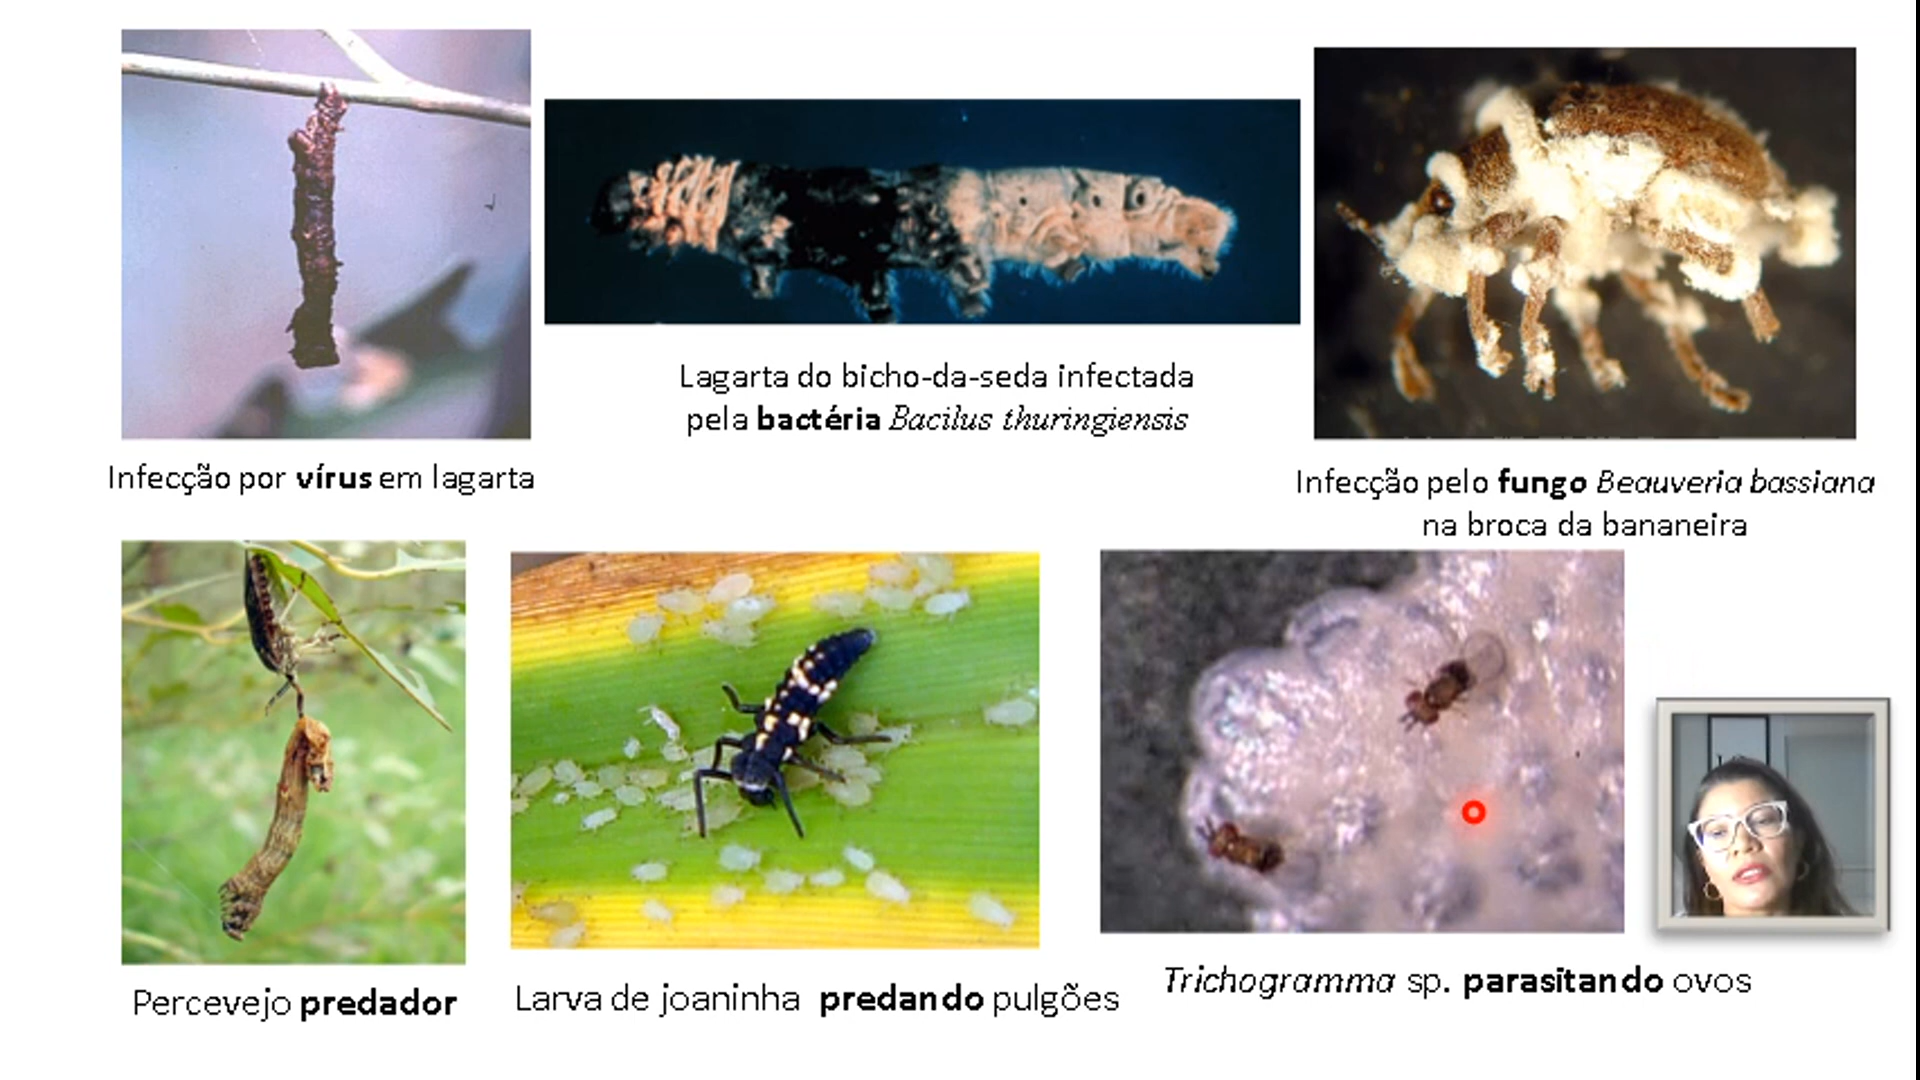 Lagarta do bicho-da-seda infectada
pela bactéria Bacilus thuringiensis
Infecção por vírus em lagarta
Infecção pelo fungo Beauveria bassiana
na broca da bananeira
Percevejo predador
Larva de joaninha predando pulgões
Trichogramma sp. parasitando ovos